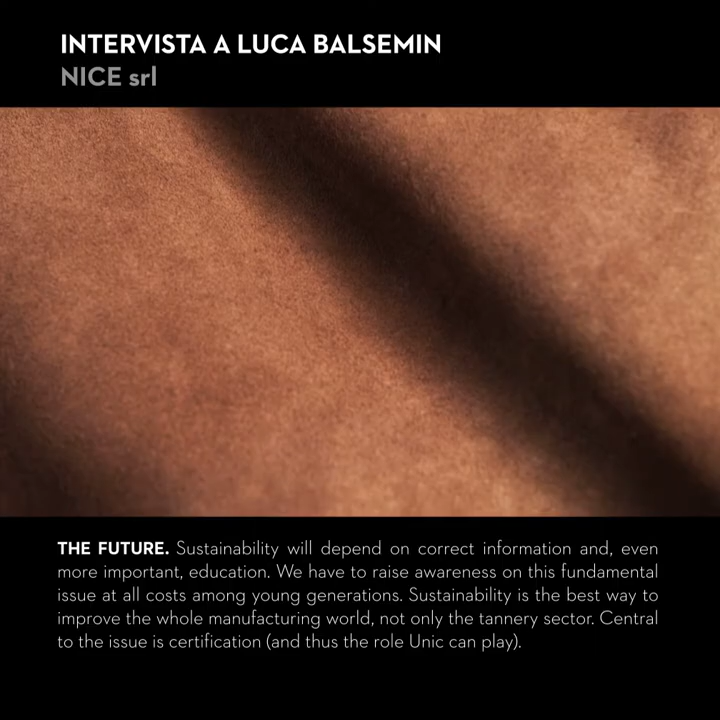 INTERVISTA A LUCA BALSEMIN
NICE srl
THE FUTURE. Sustainability will depend on correct information and, even
more important, education. We have to raise awareness on this fundamental
issue at all costs among young generations. Sustainability is the best way to
improve the whole manufacturing world, not only the tannery sector. Central
to the issue is certification (and thus the role Unic can play).